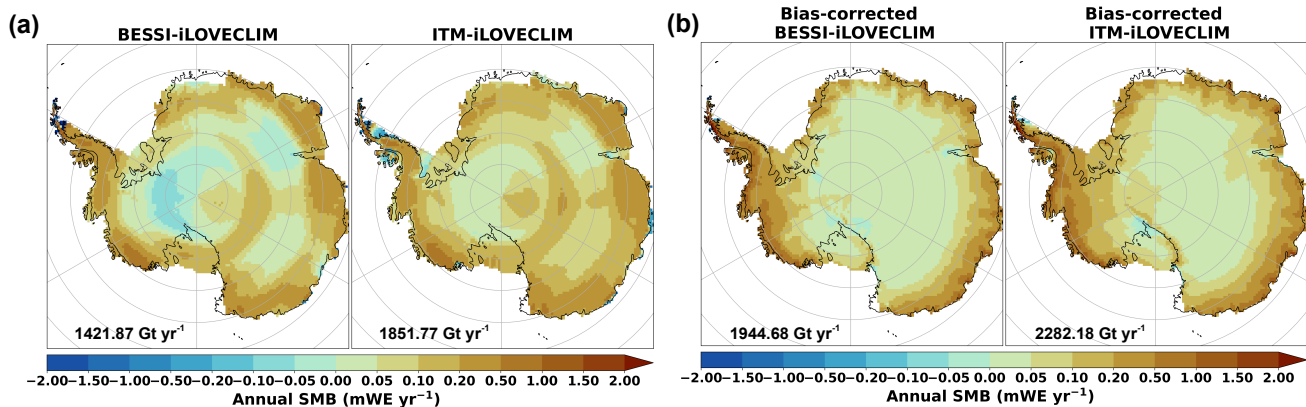 (a)
BESSI-iLOVECLIM
ITM-iLOVECLIM
1421.87 Gt yr⁻¹
1851.77 Gt yr⁻¹
−2.00 −1.50 −1.00 −0.50 −0.20 −0.10 −0.05 0.00 0.05 0.10 0.20 0.50 1.00 1.50 2.00
Annual SMB (mWE yr⁻¹)
(b)
Bias-corrected
BESSI-iLOVECLIM
Bias-corrected
ITM-iLOVECLIM
1944.68 Gt yr⁻¹
2282.18 Gt yr⁻¹
−2.00 −1.50 −1.00 −0.50 −0.20 −0.10 −0.05 0.00 0.05 0.10 0.20 0.50 1.00 1.50 2.00
Annual SMB (mWE yr⁻¹)